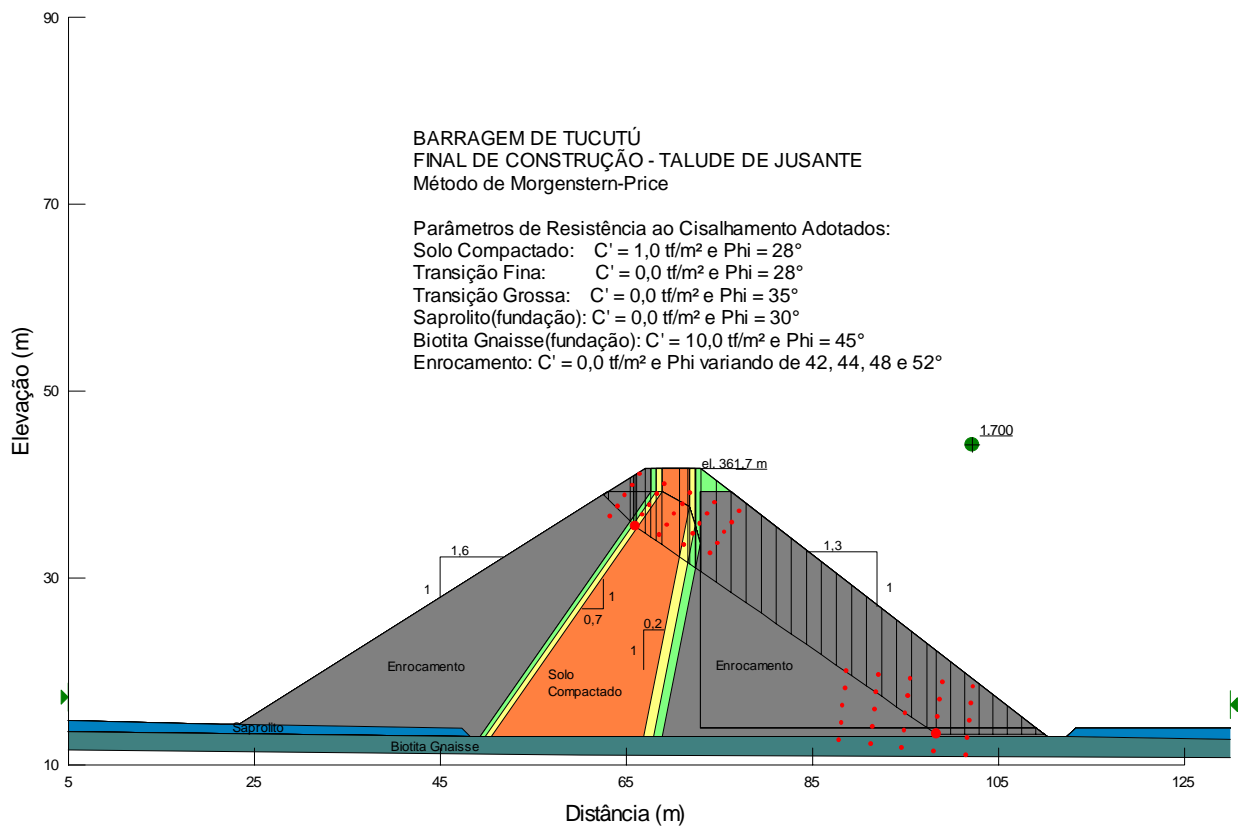 90
BARRAGEM DE TUCUTÚ
FINAL DE CONSTRUÇÃO - TALUDE DE JUSANTE
Método de Morgenstern-Price
70
Parâmetros de Resistência ao Cisalhamento Adotados:
Solo Compactado: C' = 1,0 tf/m² e Phi = 28°
Transição Fina: C' = 0,0 tf/m² e Phi = 28°
Transição Grossa: C' = 0,0 tf/m² e Phi = 35°
Saprolito(fundação): C' = 0,0 tf/m² e Phi = 30°
Biotita Gnaisse(fundação): C' = 10,0 tf/m² e Phi = 45°
Enrocamento: C' = 0,0 tf/m² e Phi variando de 42, 44, 48 e 52°
Elevação (m)
50
1.700
el. 361,7 m
1,6
1
1,3
1
30
1
0,7
0,2
1
Enrocamento
Solo
Compactado
Enrocamento
Saprolito
Biotita Gnaisse
10
5 25 45 65 85 105 125
Distância (m)